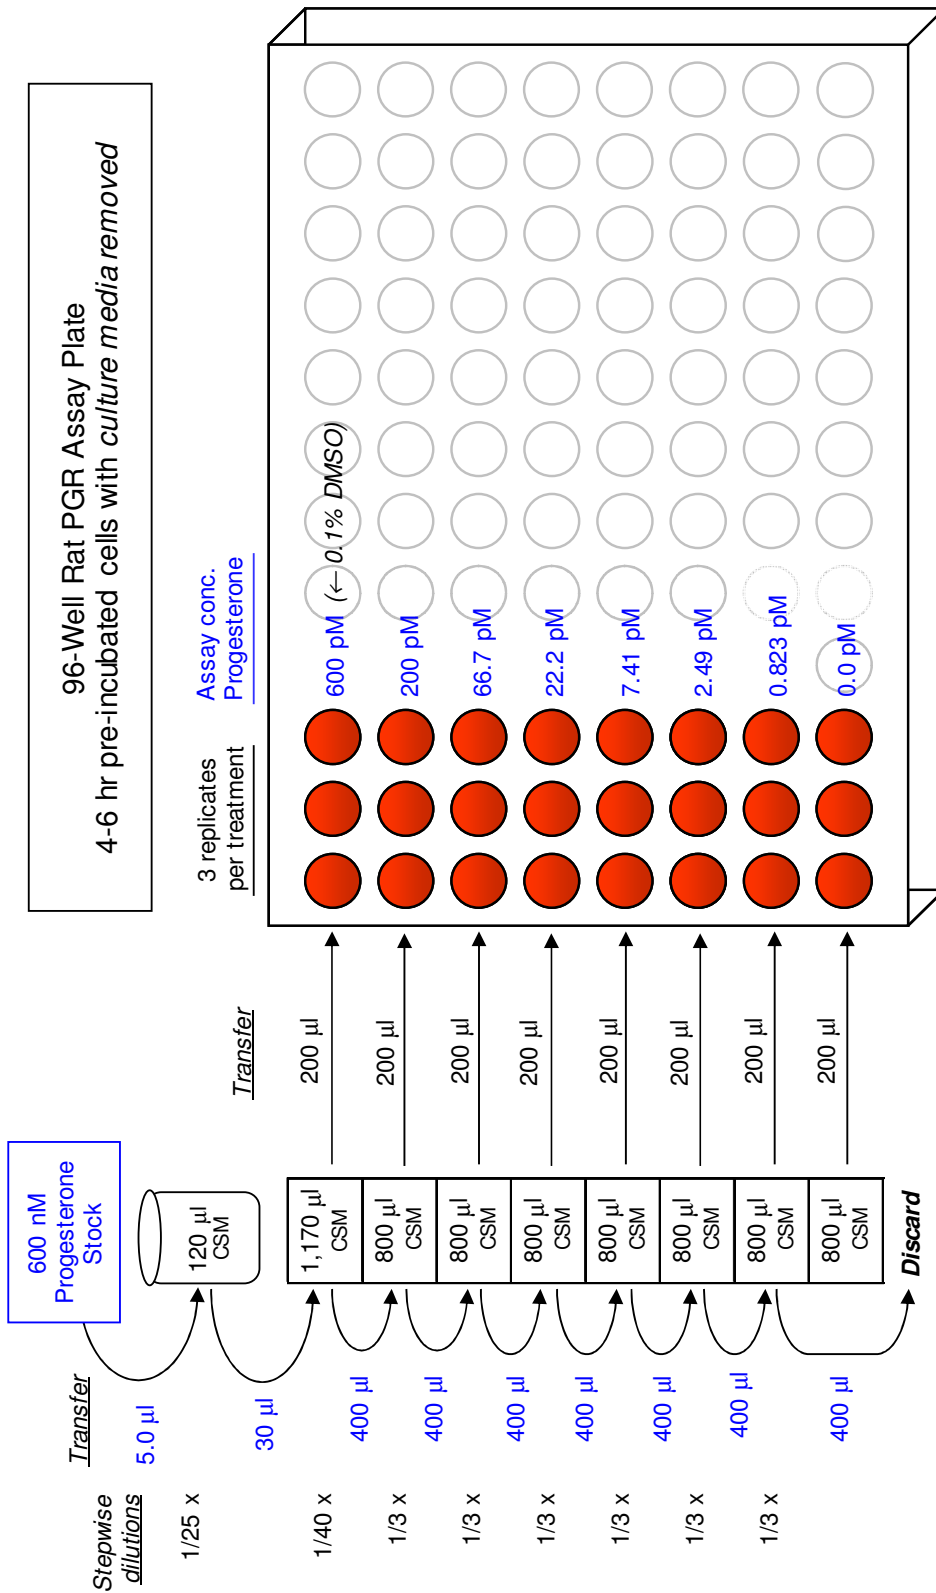 96-Well Rat PGR Assay Plate
4-6 hr pre-incubated cells with culture media removed
600 nM
Progesterone
Stock
Stepwise
dilutions
Transfer
Transfer
3 replicates
per treatment
Assay conc.
Progesterone
1/25 x
5.0 µl
120 µl
CSM
1/40 x
30 µl
1,170 µl
CSM
200 µl
600 pM (← 0.1% DMSO)
1/3 x
400 µl
800 µl
CSM
200 µl
200 pM
1/3 x
400 µl
800 µl
CSM
200 µl
66.7 pM
1/3 x
400 µl
800 µl
CSM
200 µl
22.2 pM
1/3 x
400 µl
800 µl
CSM
200 µl
7.41 pM
1/3 x
400 µl
800 µl
CSM
200 µl
2.49 pM
1/3 x
400 µl
800 µl
CSM
200 µl
0.823 pM
400 µl
800 µl
CSM
200 µl
0.0 pM
Discard